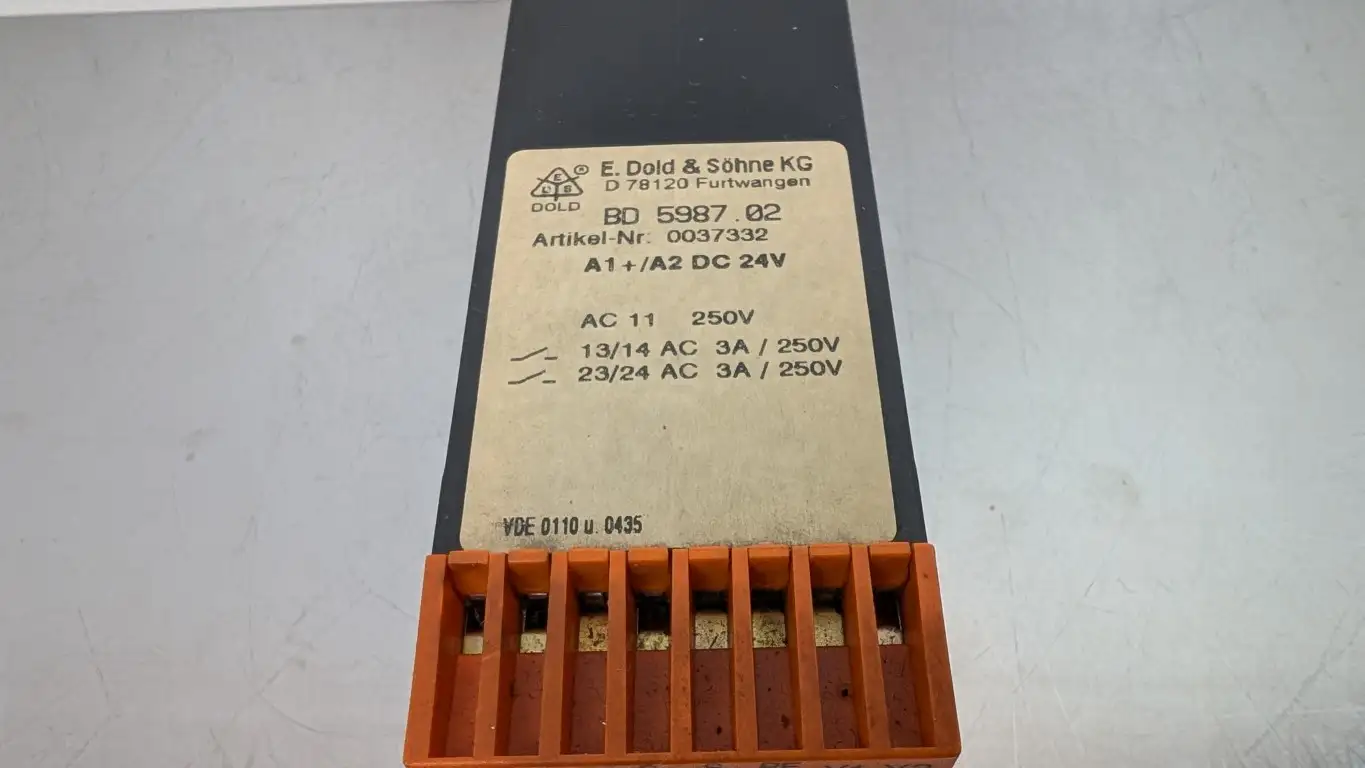 E. Dold & Söhne KG
D 78120 Furtwangen
E
L S
DOLD
BD 5987.02
Artikel-Nr. 0037332
A1+/A2 DC 24V
AC 11 250V
13/14 AC 3A / 250V
23/24 AC 3A / 250V
VDE 0110 u. 0435